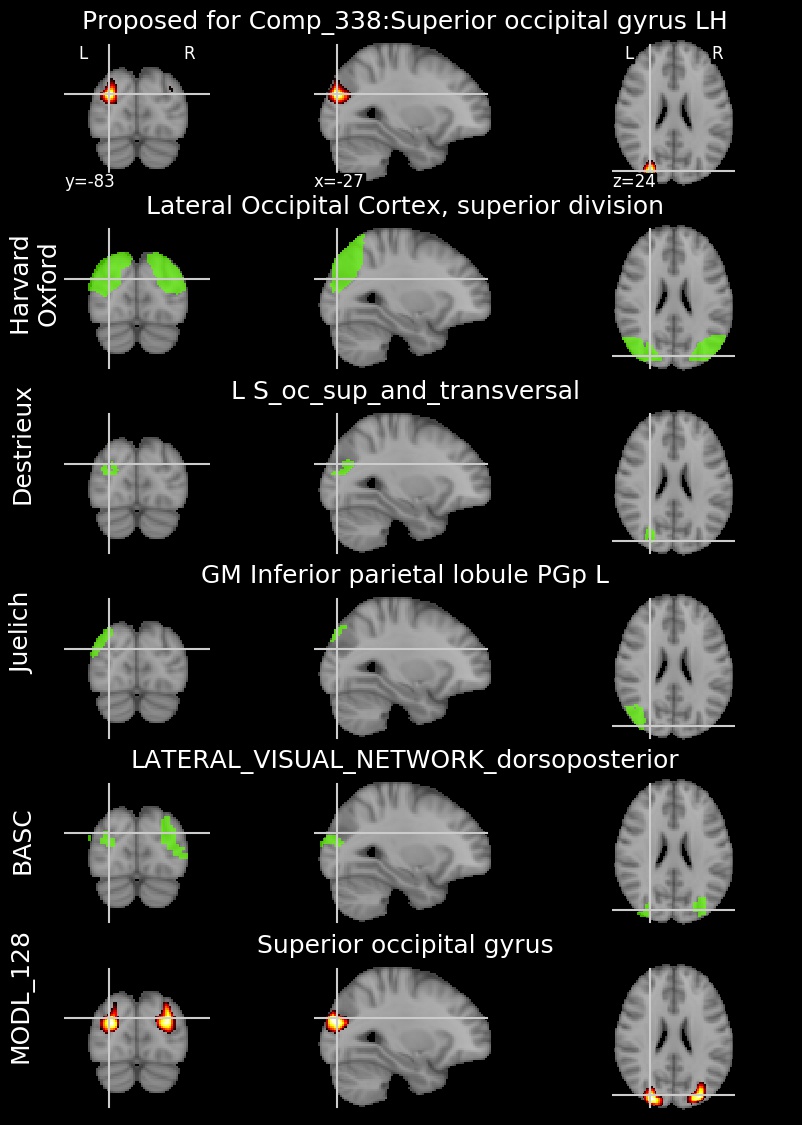 Proposed for Comp_338:Superior occipital gyrus LH
L R L R
y=-83 x=-27 z=24
Lateral Occipital Cortex, superior division
Harvard
Oxford
L S_oc_sup_and_transversal
Destrieux
GM Inferior parietal lobule PGp L
Juelich
LATERAL_VISUAL_NETWORK_dorsoposterior
BASC
Superior occipital gyrus
MODL_128